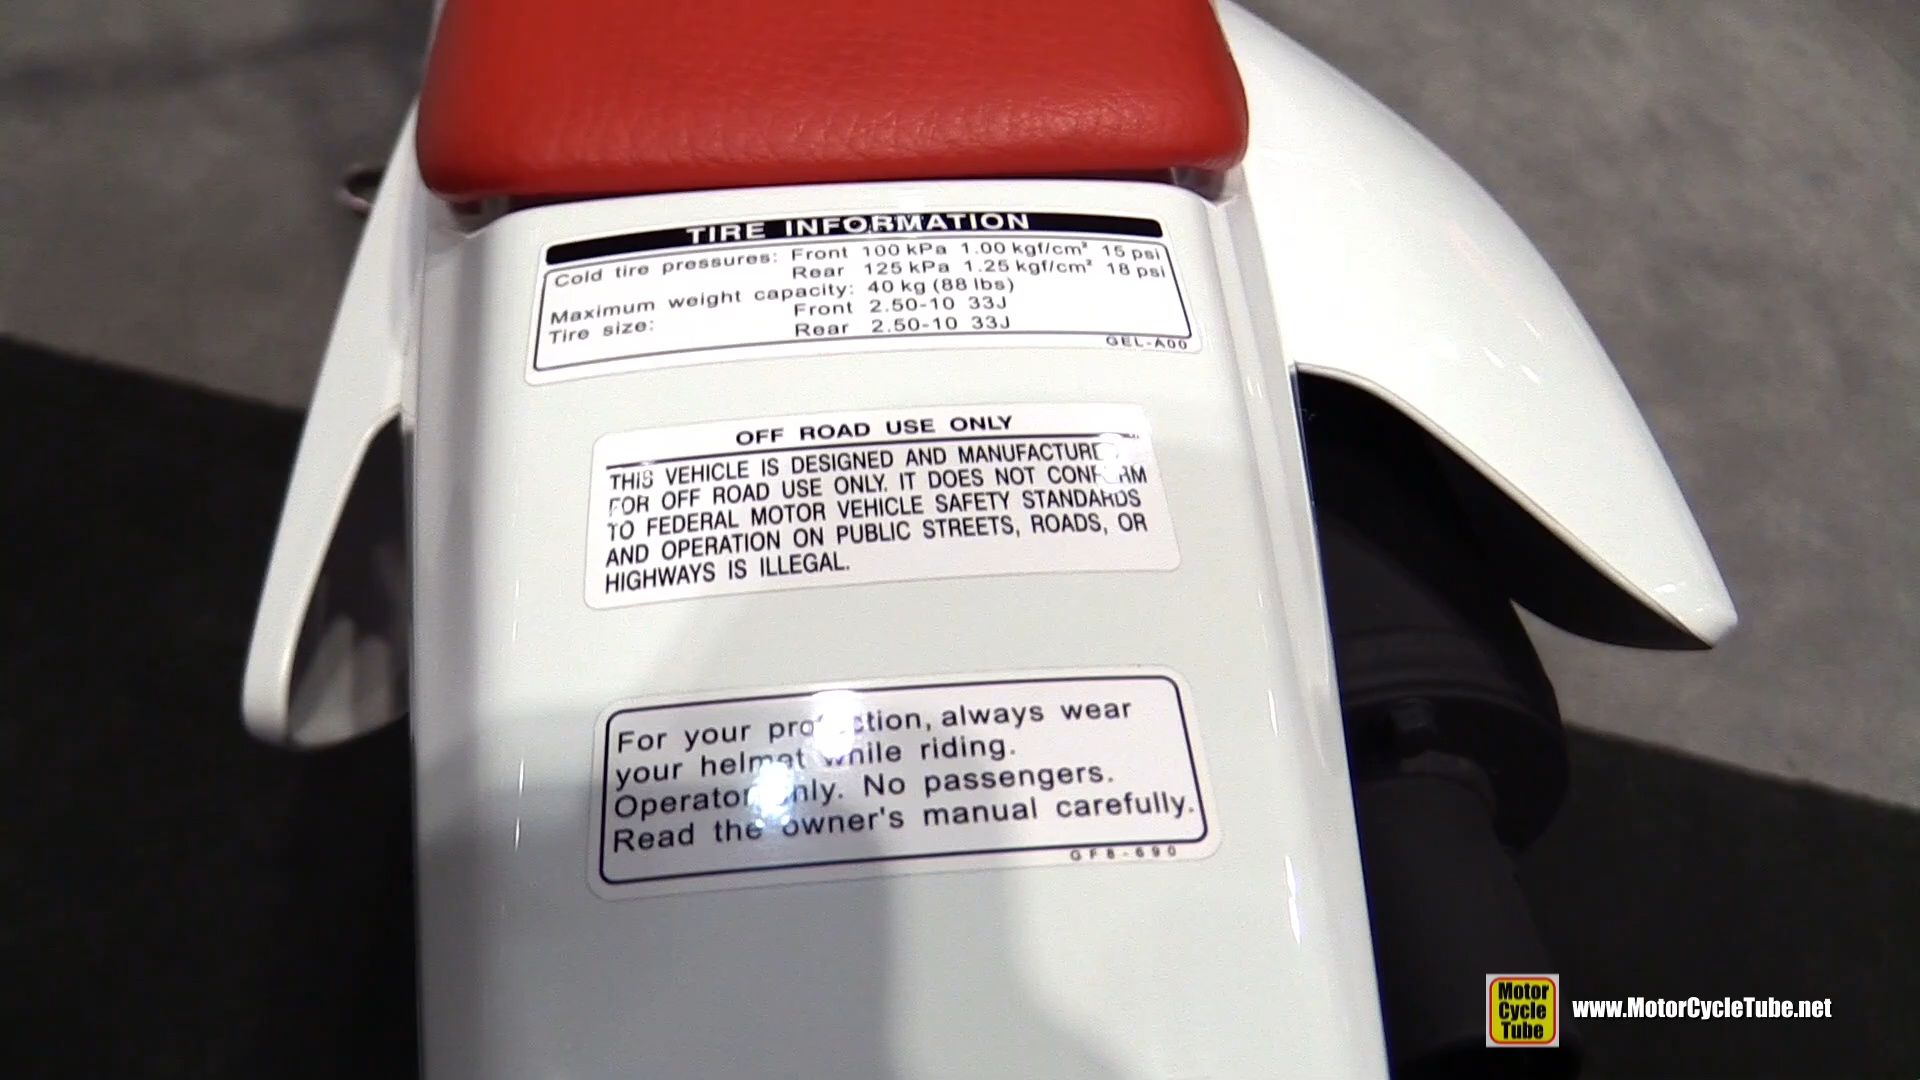 TIRE INFORMATION
Cold tire pressures: Front 100 kPa 1.00 kgf/cm² 15 psi
Rear 125 kPa 1.25 kgf/cm² 18 psi
Maximum weight capacity: 40 kg (88 lbs)
Tire size: Front 2.50-10 33J
Rear 2.50-10 33J
GEL-A00
OFF ROAD USE ONLY
THIS VEHICLE IS DESIGNED AND MANUFACTURED
FOR OFF ROAD USE ONLY. IT DOES NOT CONFORM
TO FEDERAL MOTOR VEHICLE SAFETY STANDARDS
AND OPERATION ON PUBLIC STREETS, ROADS, OR
HIGHWAYS IS ILLEGAL.
For your protection, always wear
your helmet while riding.
Operator only. No passengers.
Read the owner's manual carefully.
GF8-690
Motor
Cycle
Tube
www.MotorCycleTube.net